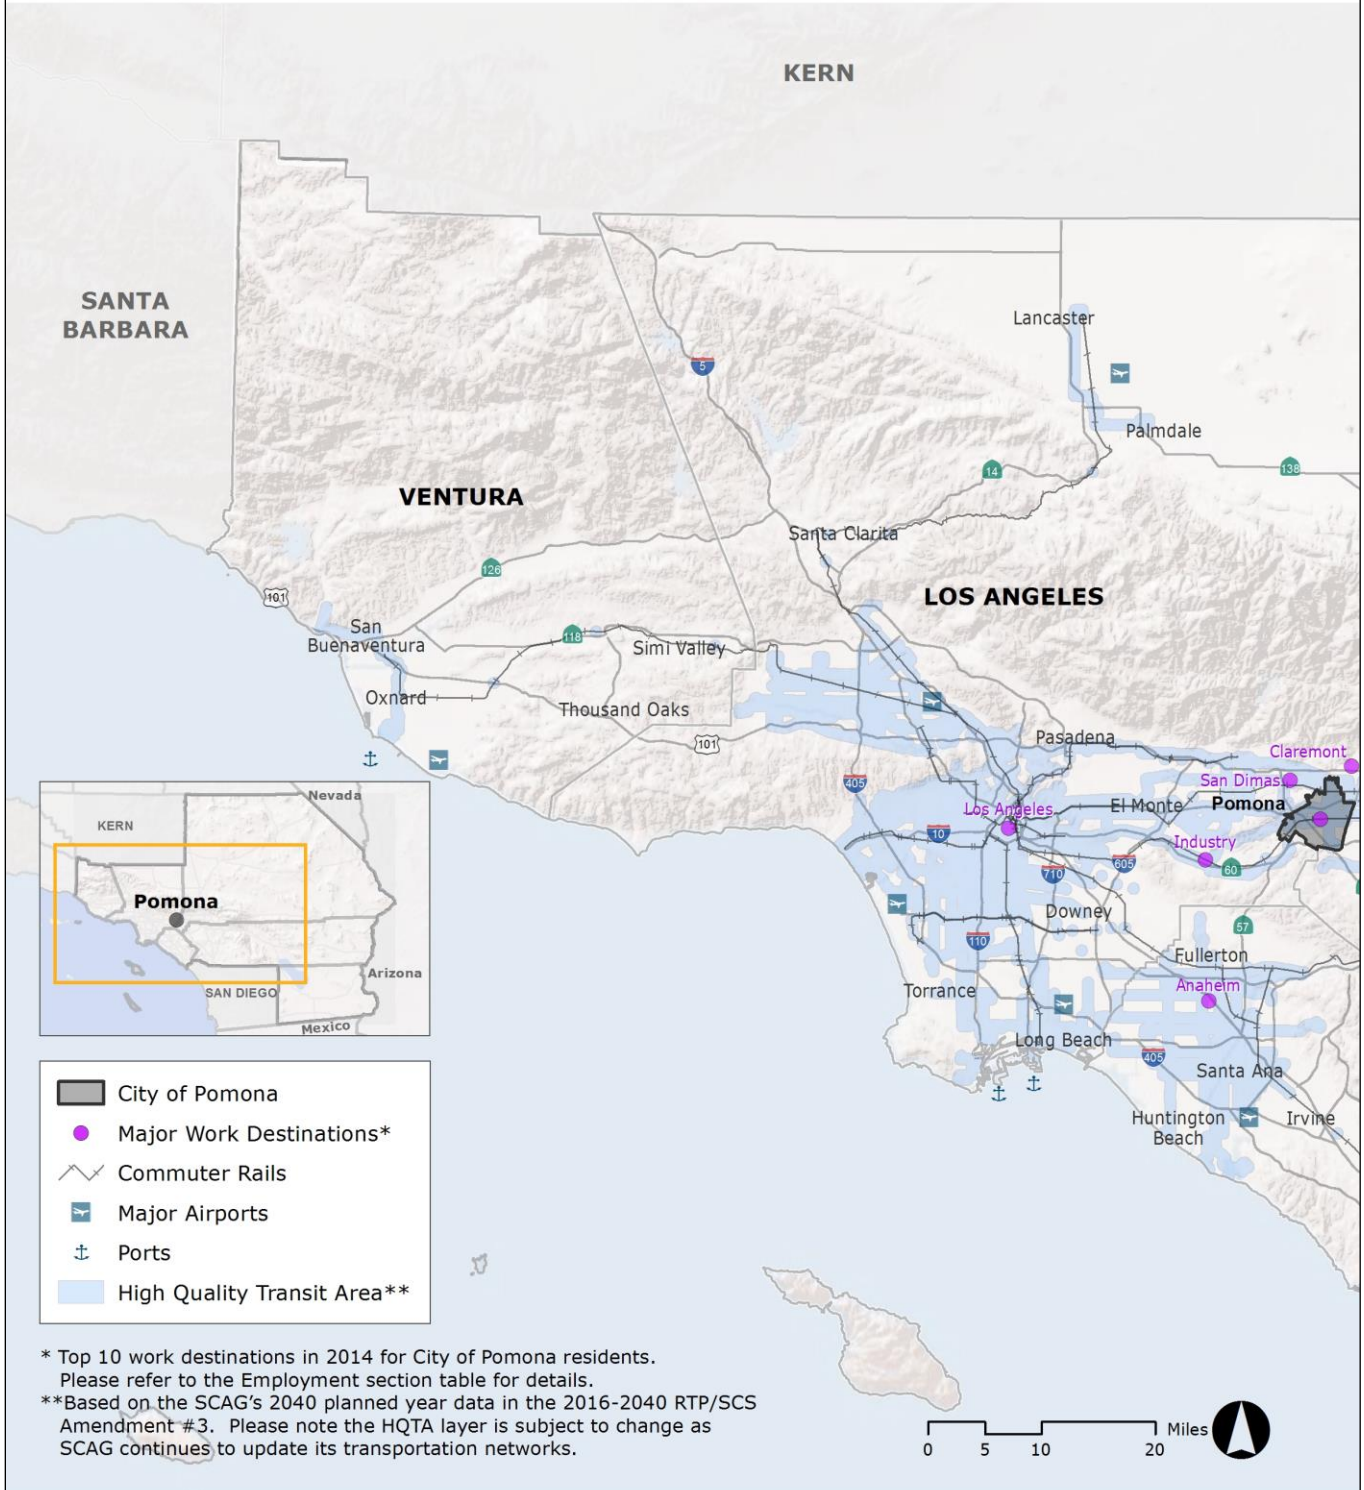 KERN
SANTA
BARBARA
Lancaster
5
Palmdale
14
138
VENTURA
Santa Clarita
126
LOS ANGELES
101
San
Buenaventura
118
Simi Valley
Oxnard
Thousand Oaks
101
Pasadena
Claremont
405
San Dimas
Los Angeles
El Monte
Pomona
10
Industry
605
60
710
Downey
57
110
Fullerton
Torrance
Anaheim
Long Beach
405
Santa Ana
Huntington
Beach
Irvine
Nevada
KERN
Pomona
Arizona
SAN DIEGO
Mexico
City of Pomona
Major Work Destinations*
Commuter Rails
Major Airports
Ports
High Quality Transit Area**
* Top 10 work destinations in 2014 for City of Pomona residents.
Please refer to the Employment section table for details.
**Based on the SCAG's 2040 planned year data in the 2016-2040 RTP/SCS
Amendment #3. Please note the HQTA layer is subject to change as
SCAG continues to update its transportation networks.
0 5 10 20 Miles